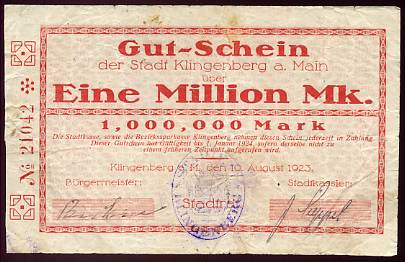 Gut-Schein
der Stadt Klingenberg a. Main
über
Eine Million Mk.
1.000.000 Mark
Die Stadtkasse, sowie die Bezirkssparkasse Klingenberg nehmen diesen Schein jederzeit in Zahlung
Dieser Gutschein hat Gültigkeit bis 1. Januar 1924, sofern derselbe nicht zu
einem früheren Zeitpunkt aufgerufen wird.
Klingenberg a. M., den 10. August 1923.
Bürgermeister: Stadtkassier:
Stadtrat
KLINGENBERG
№ 21042